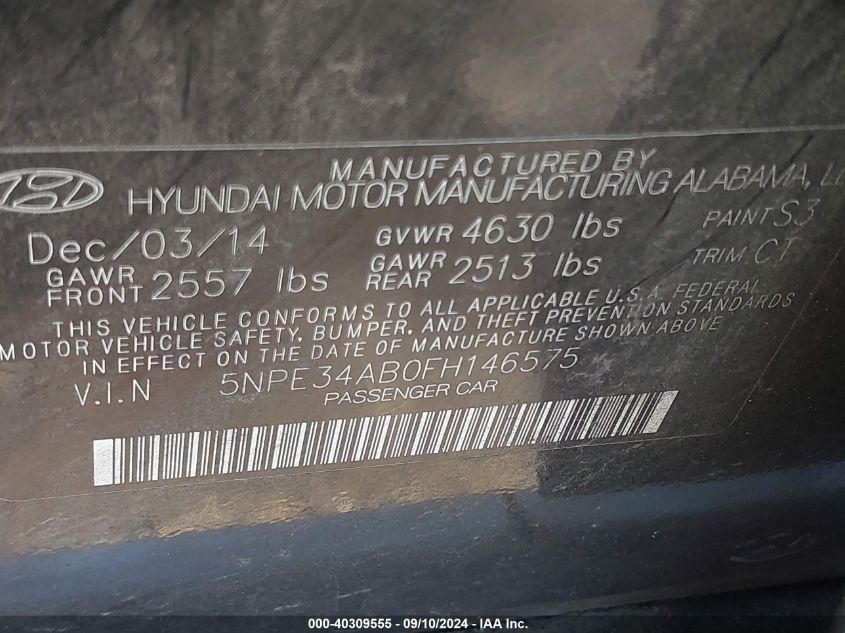 MANUFACTURED BY
HYUNDAI MOTOR MANUFACTURING ALABAMA,
Dec/03/14 GVWR 4630 lbs PAINT S3
GAWR FRONT 2557 lbs GAWR REAR 2513 lbs TRIM CT
THIS VEHICLE CONFORMS TO ALL APPLICABLE U.S.A. FEDERAL
MOTOR VEHICLE SAFETY, BUMPER, AND THEFT PREVENTION STANDARDS
IN EFFECT ON THE DATE OF MANUFACTURE SHOWN ABOVE
V.I.N 5NPE34AB0FH146575
PASSENGER CAR
000-40309555 - 09/10/2024 - IAA Inc.